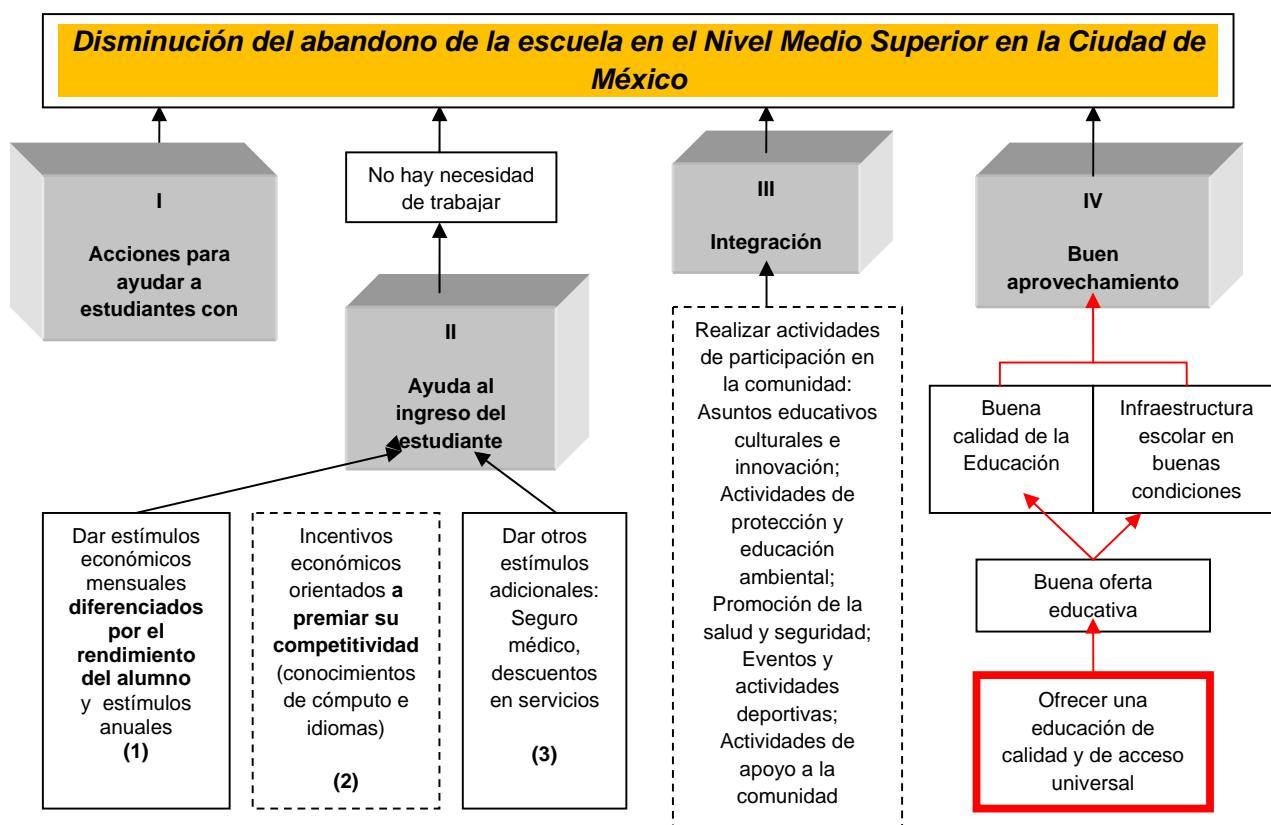 Disminución del abandono de la escuela en el Nivel Medio Superior en la Ciudad de
México
I
Acciones para
ayudar a
estudiantes con
No hay necesidad
de trabajar
II
Ayuda al
ingreso del
estudiante
III
Integración
IV
Buen
aprovechamiento
Dar estímulos
económicos
mensuales
diferenciados
por el
rendimiento
del alumno
y estímulos
anuales
(1)
Incentivos
económicos
orientados a
premiar su
competitividad
(conocimientos
de cómputo e
idiomas)
(2)
Dar otros
estímulos
adicionales:
Seguro
médico,
descuentos
en servicios
(3)
Realizar actividades
de participación en
la comunidad:
Asuntos educativos
culturales e
innovación;
Actividades de
protección y
educación
ambiental;
Promoción de la
salud y seguridad;
Eventos y
actividades
deportivas;
Actividades de
apoyo a la
comunidad
Buena
calidad de la
Educación
Infraestructura
escolar en
buenas
condiciones
Buena oferta
educativa
Ofrecer una
educación de
calidad y de acceso
universal